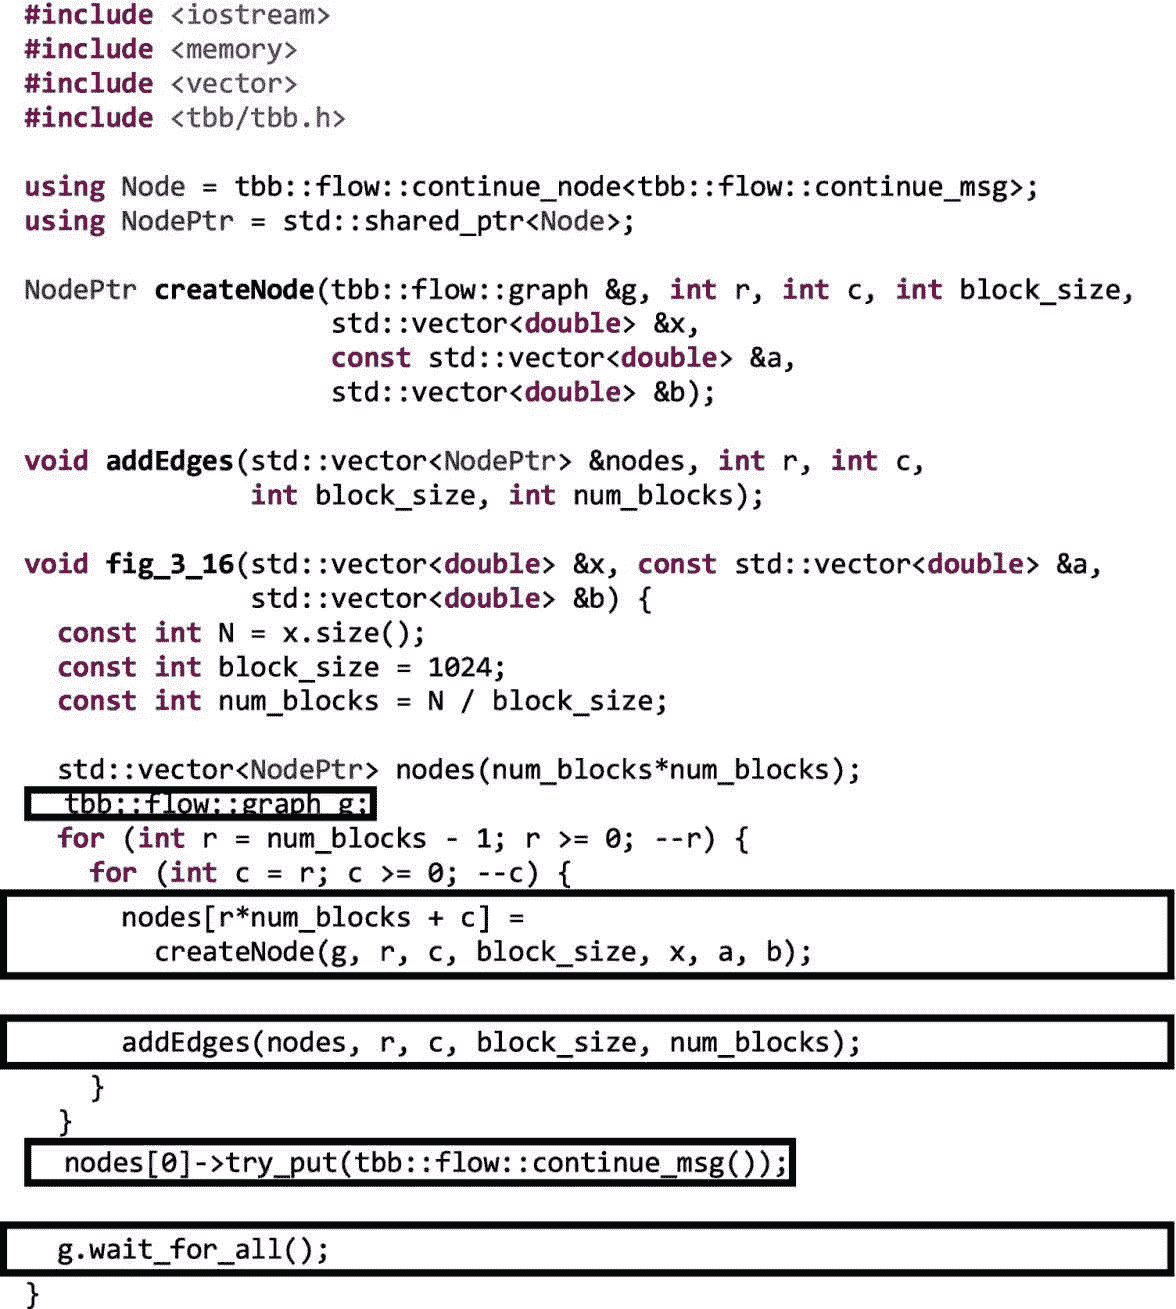 #include <iostream>
#include <memory>
#include <vector>
#include <tbb/tbb.h>
using Node = tbb::flow::continue_node<tbb::flow::continue_msg>;
using NodePtr = std::shared_ptr<Node>;
NodePtr createNode(tbb::flow::graph &g, int r, int c, int block_size,
std::vector<double> &x,
const std::vector<double> &a,
std::vector<double> &b);
void addEdges(std::vector<NodePtr> &nodes, int r, int c,
int block_size, int num_blocks);
void fig_3_16(std::vector<double> &x, const std::vector<double> &a,
std::vector<double> &b) {
const int N = x.size();
const int block_size = 1024;
const int num_blocks = N / block_size;
std::vector<NodePtr> nodes(num_blocks*num_blocks);
tbb::flow::graph g;
for (int r = num_blocks - 1; r >= 0; --r) {
for (int c = r; c >= 0; --c) {
nodes[r*num_blocks + c] =
createNode(g, r, c, block_size, x, a, b);
addEdges(nodes, r, c, block_size, num_blocks);
}
}
nodes[0]->try_put(tbb::flow::continue_msg());
g.wait_for_all();
}